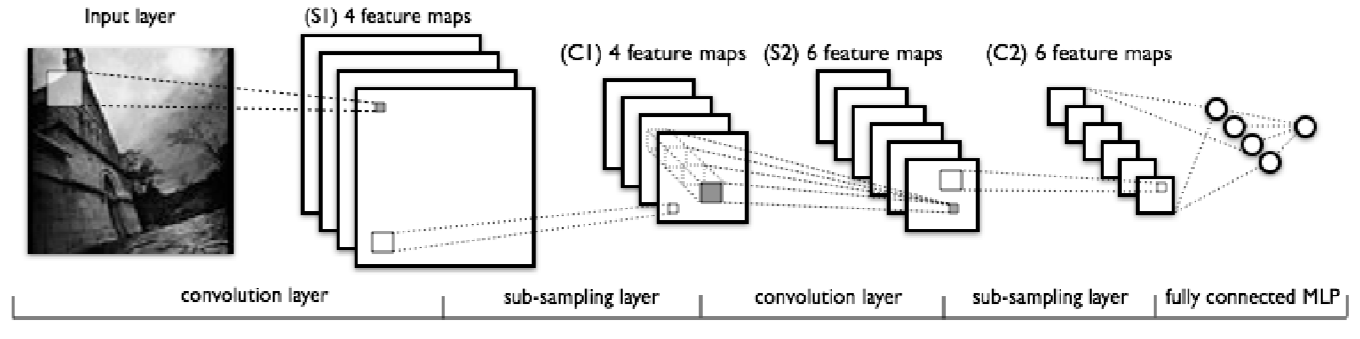 Input layer
(S1) 4 feature maps
(C1) 4 feature maps
(S2) 6 feature maps
(C2) 6 feature maps
convolution layer
sub-sampling layer
convolution layer
sub-sampling layer
fully connected MLP